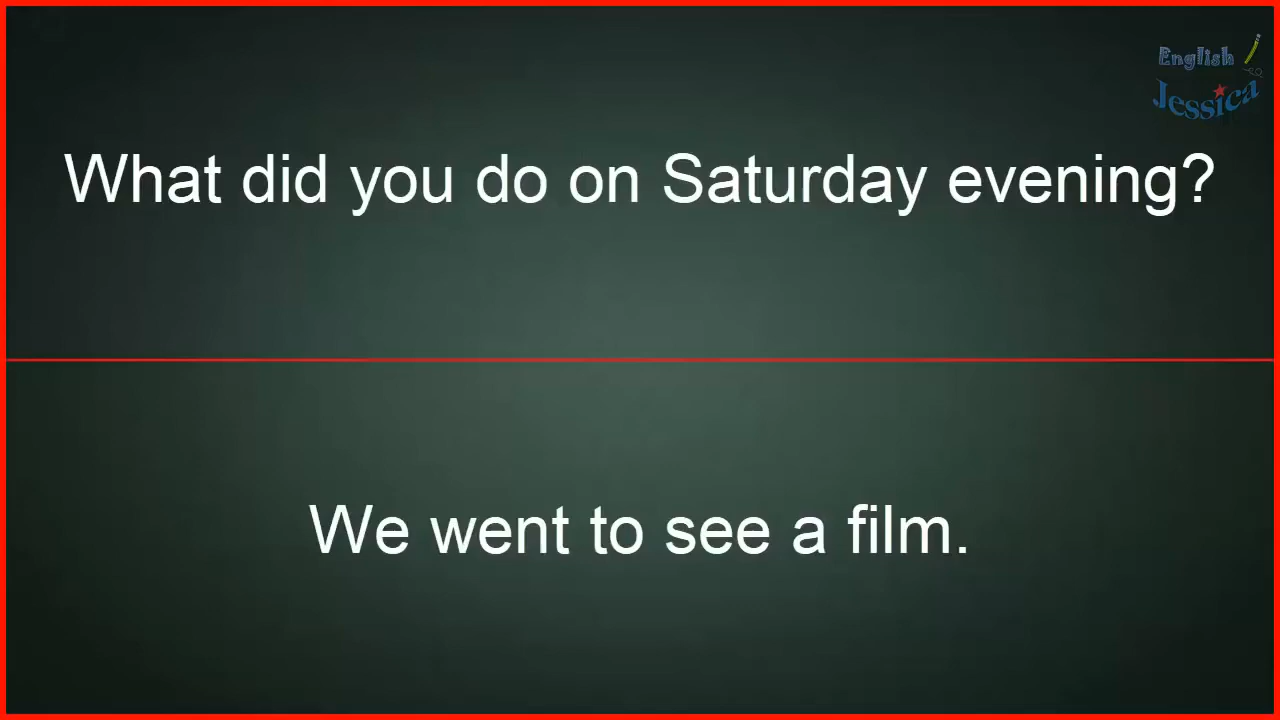 English
Jessica
What did you do on Saturday evening?
We went to see a film.